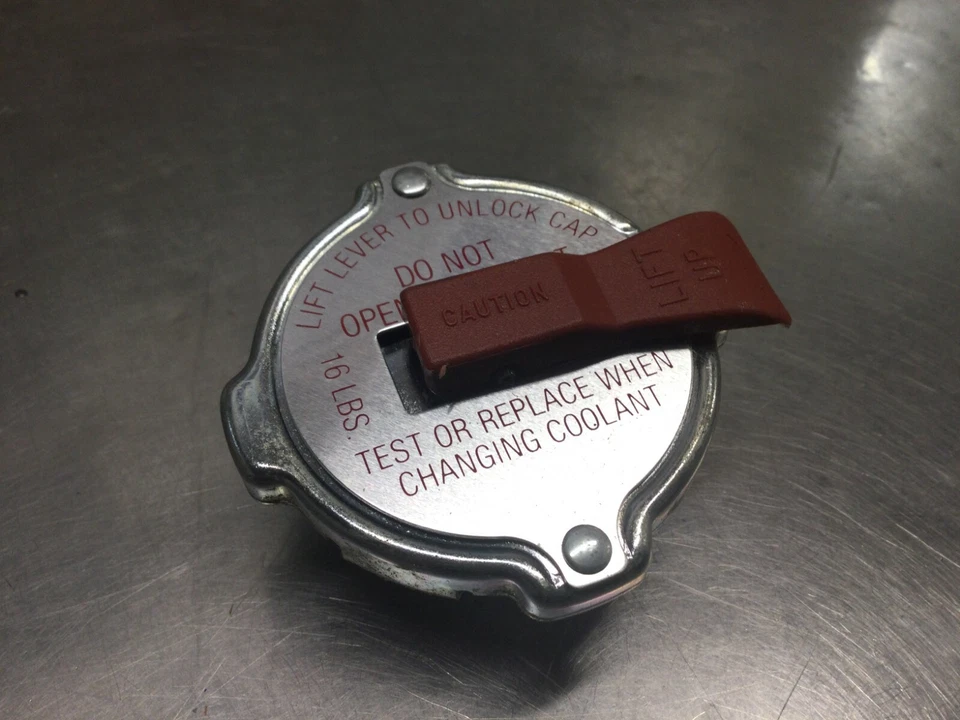 LIFT LEVER TO UNLOCK CAP
DO NOT
OPEN
CAUTION
LIFT
UP
16 LBS.
TEST OR REPLACE WHEN
CHANGING COOLANT